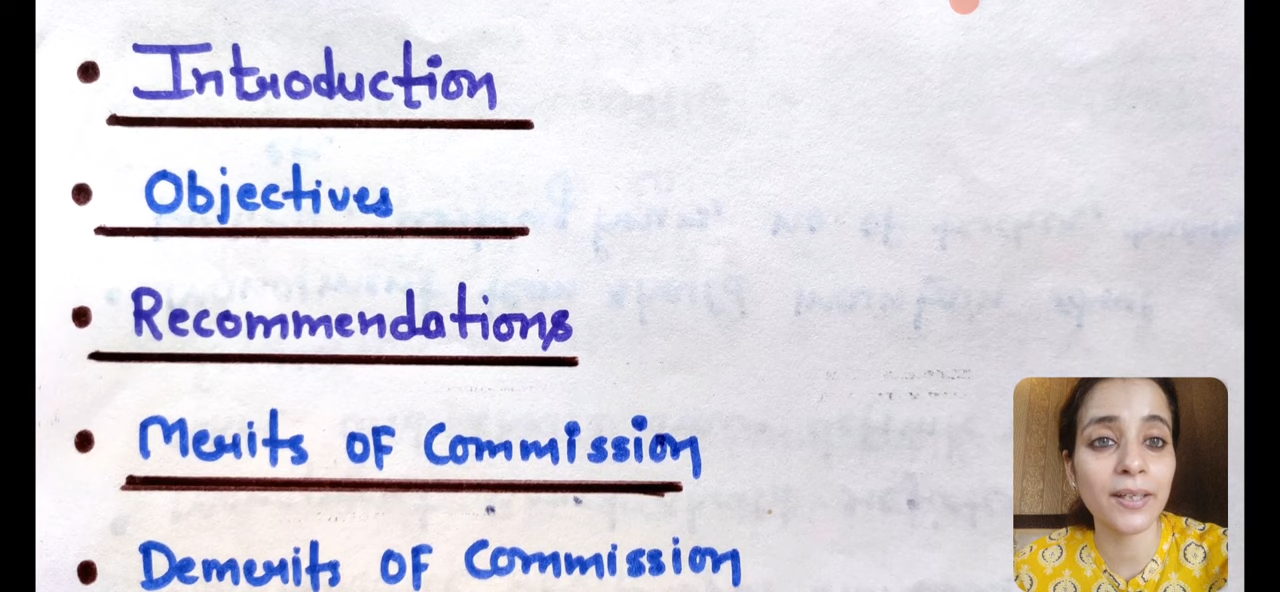 • Introduction
• Objectives
• Recommendations
• Merits of Commission
• Demerits of Commission